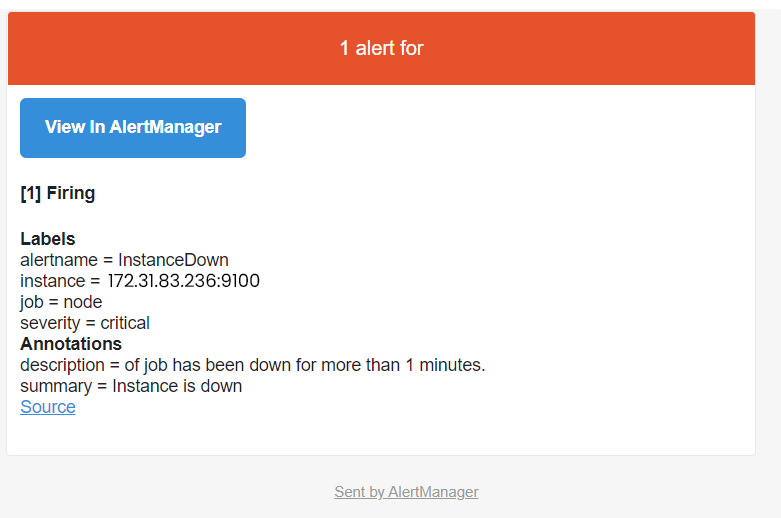 1 alert for
View In AlertManager
[1] Firing
Labels
alertname = InstanceDown
instance = 172.31.83.236:9100
job = node
severity = critical
Annotations
description = of job has been down for more than 1 minutes.
summary = Instance is down
Source
Sent by AlertManager